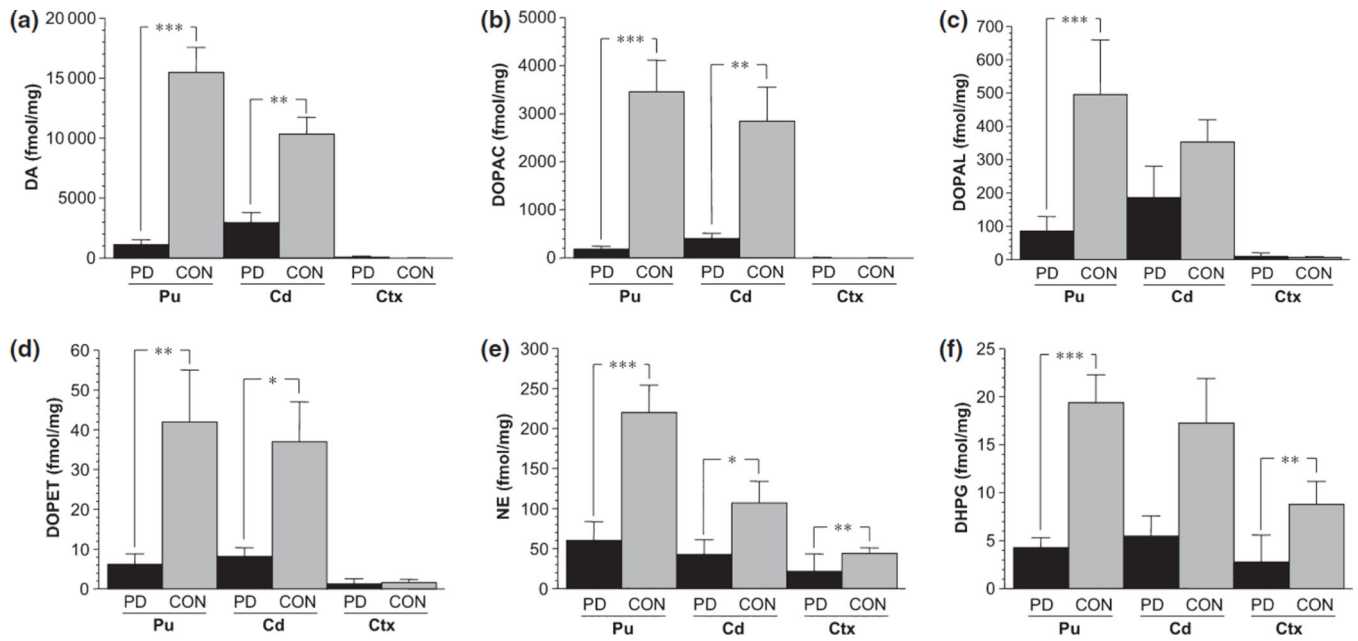 (a)
DA (fmol/mg)
20 000
15 000
10 000
5000
0
***
**
PD CON PD CON PD CON
Pu Cd Ctx
(b)
DOPAC (fmol/mg)
5000
4000
3000
2000
1000
0
***
**
PD CON PD CON PD CON
Pu Cd Ctx
(c)
DOPAL (fmol/mg)
700
600
500
400
300
200
100
0
***
PD CON PD CON PD CON
Pu Cd Ctx
(d)
DOPET (fmol/mg)
60
50
40
30
20
10
0
**
*
PD CON PD CON PD CON
Pu Cd Ctx
(e)
NE (fmol/mg)
300
250
200
150
100
50
0
***
*
**
PD CON PD CON PD CON
Pu Cd Ctx
(f)
DHPG (fmol/mg)
25
20
15
10
5
0
***
**
PD CON PD CON PD CON
Pu Cd Ctx